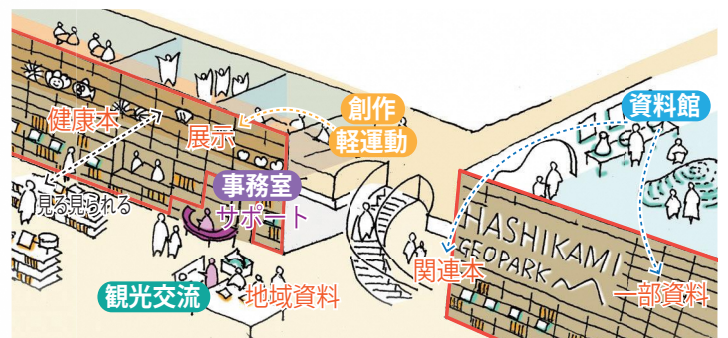 健康本
展示
創作
軽運動
資料館
見る見られる
事務室
サポート
観光交流
地域資料
HASHIKAMI
GEOPARK
関連本
一部資料